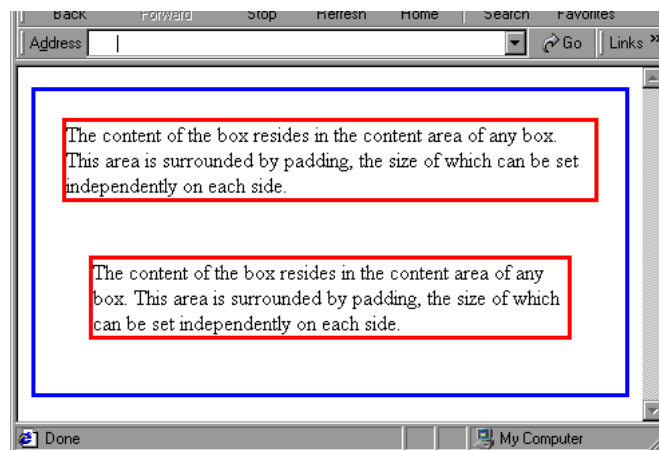 Back Forward Stop Refresh Home Search Favorites
Address Go Links »
The content of the box resides in the content area of any box.
This area is surrounded by padding, the size of which can be set
independently on each side.
The content of the box resides in the content area of any
box. This area is surrounded by padding, the size of which
can be set independently on each side.
Done My Computer